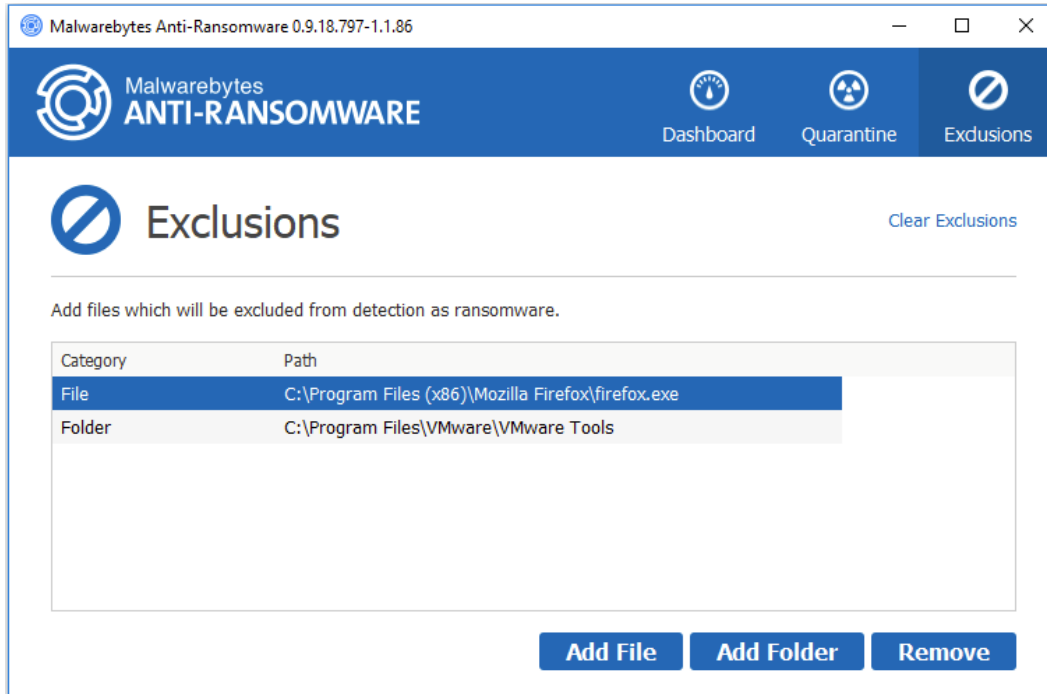 Malwarebytes Anti-Ransomware 0.9.18.797-1.1.86
Malwarebytes
ANTI-RANSOMWARE
Dashboard Quarantine Exclusions
Exclusions
Clear Exclusions
Add files which will be excluded from detection as ransomware.
Category Path
File C:\Program Files (x86)\Mozilla Firefox\firefox.exe
Folder C:\Program Files\VMware\VMware Tools
Add File Add Folder Remove